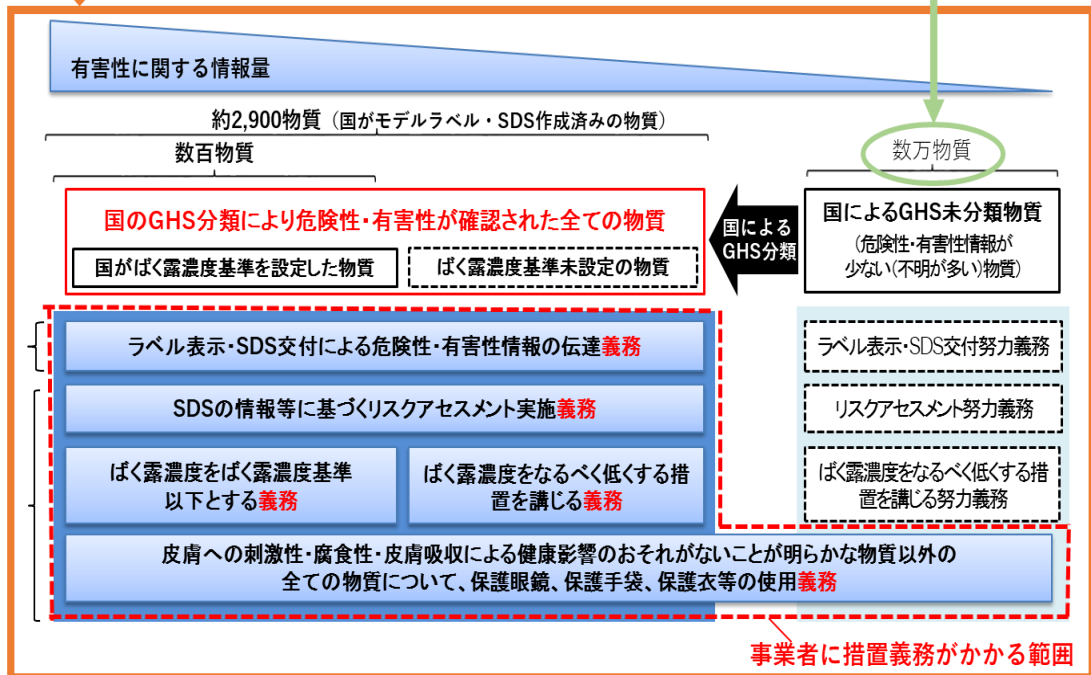 有害性に関する情報量
約2,900物質（国がモデルラベル・SDS作成済みの物質）
数百物質
数万物質
国のGHS分類により危険性・有害性が確認された全ての物質
国がばく露濃度基準を設定した物質
ばく露濃度基準未設定の物質
国による
GHS分類
国によるGHS未分類物質
(危険性・有害性情報が
少ない(不明が多い)物質)
ラベル表示・SDS交付による危険性・有害性情報の伝達義務
ラベル表示・SDS交付努力義務
SDSの情報等に基づくリスクアセスメント実施義務
リスクアセスメント努力義務
ばく露濃度をばく露濃度基準
以下とする義務
ばく露濃度をなるべく低くする措
置を講じる義務
ばく露濃度をなるべく低くする措
置を講じる努力義務
皮膚への刺激性・腐食性・皮膚吸収による健康影響のおそれがないことが明らかな物質以外の
全ての物質について、保護眼鏡、保護手袋、保護衣等の使用義務
事業者に措置義務がかかる範囲